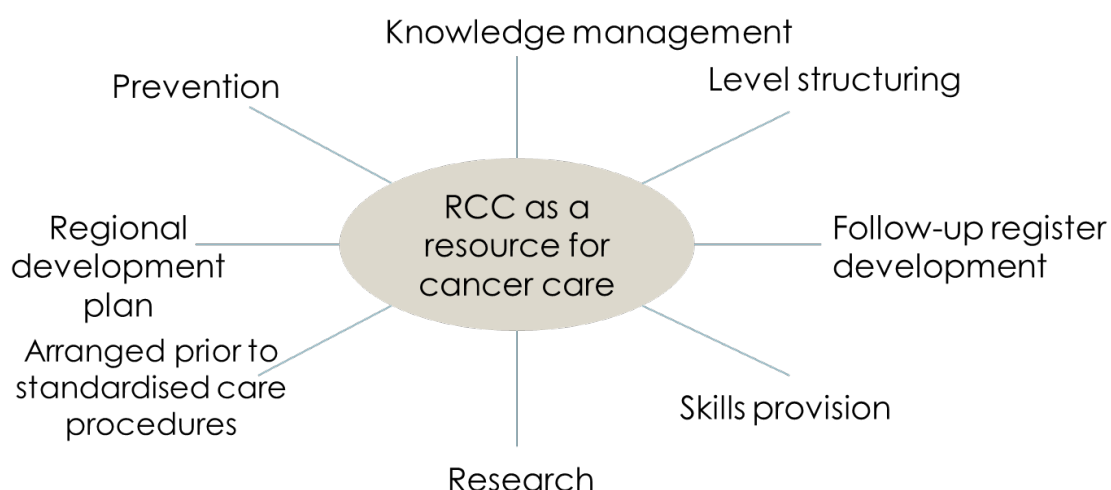 Knowledge management
Prevention
Level structuring
RCC as a
resource for
cancer care
Regional
development
plan
Follow-up register
development
Arranged prior to
standardised care
procedures
Skills provision
Research